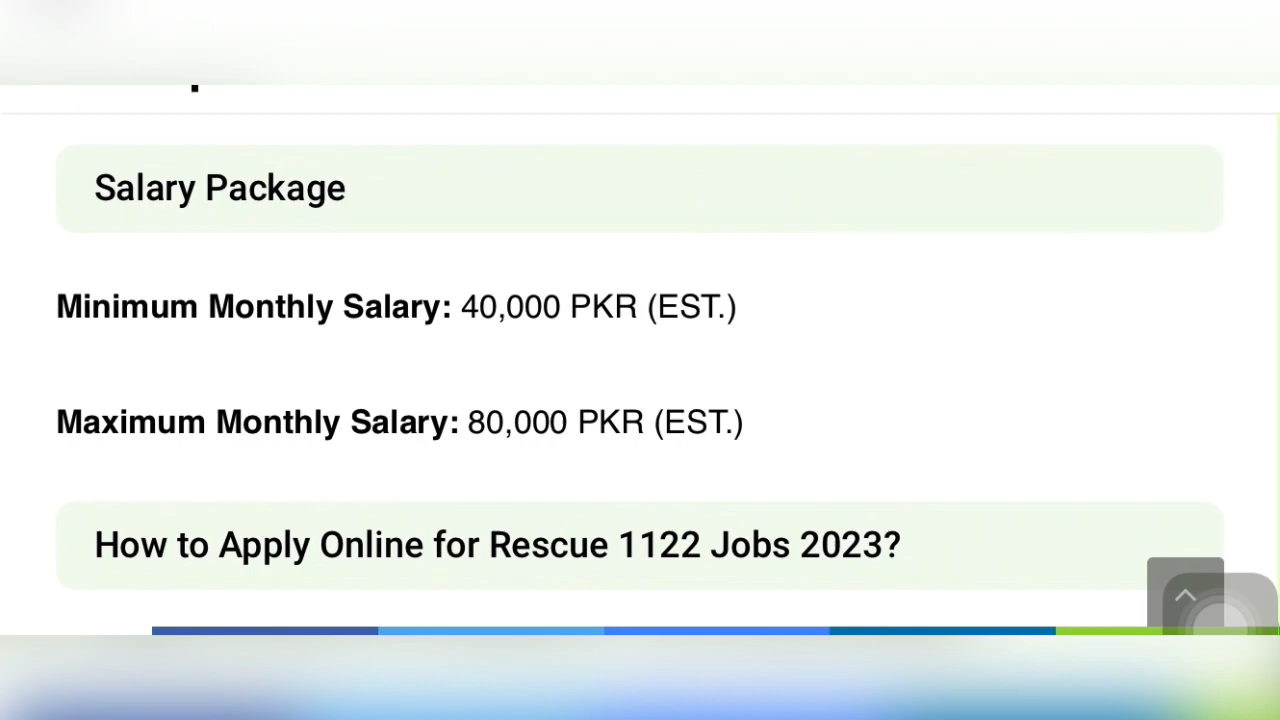 Salary Package
Minimum Monthly Salary: 40,000 PKR (EST.)
Maximum Monthly Salary: 80,000 PKR (EST.)
How to Apply Online for Rescue 1122 Jobs 2023?